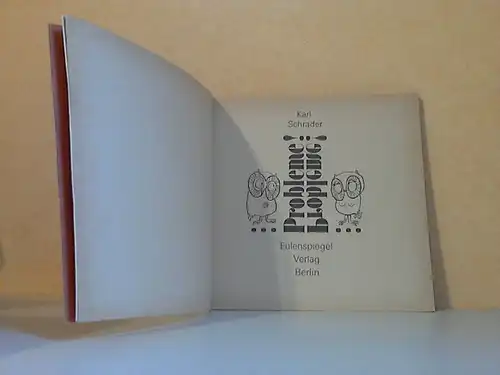 Karl
Schrader
Probleme
Probleme
Eulenspiegel
Verlag
Berlin